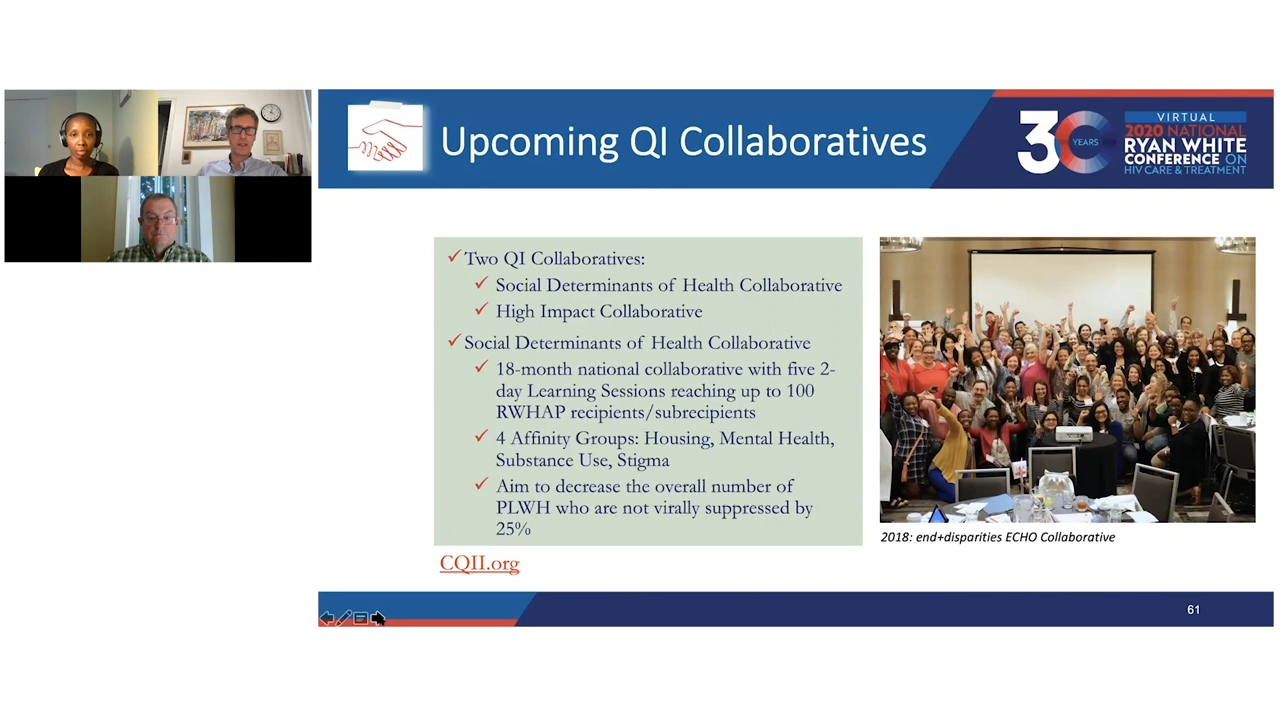 Upcoming QI Collaboratives
30 YEARS
VIRTUAL
2020 NATIONAL
RYAN WHITE
CONFERENCE ON
HIV CARE & TREATMENT
Two QI Collaboratives:
Social Determinants of Health Collaborative
High Impact Collaborative
Social Determinants of Health Collaborative
18-month national collaborative with five 2-
day Learning Sessions reaching up to 100
RWHAP recipients/subrecipients
4 Affinity Groups: Housing, Mental Health,
Substance Use, Stigma
Aim to decrease the overall number of
PLWH who are not virally suppressed by
25%
2018: end+disparities ECHO Collaborative
CQII.org
61